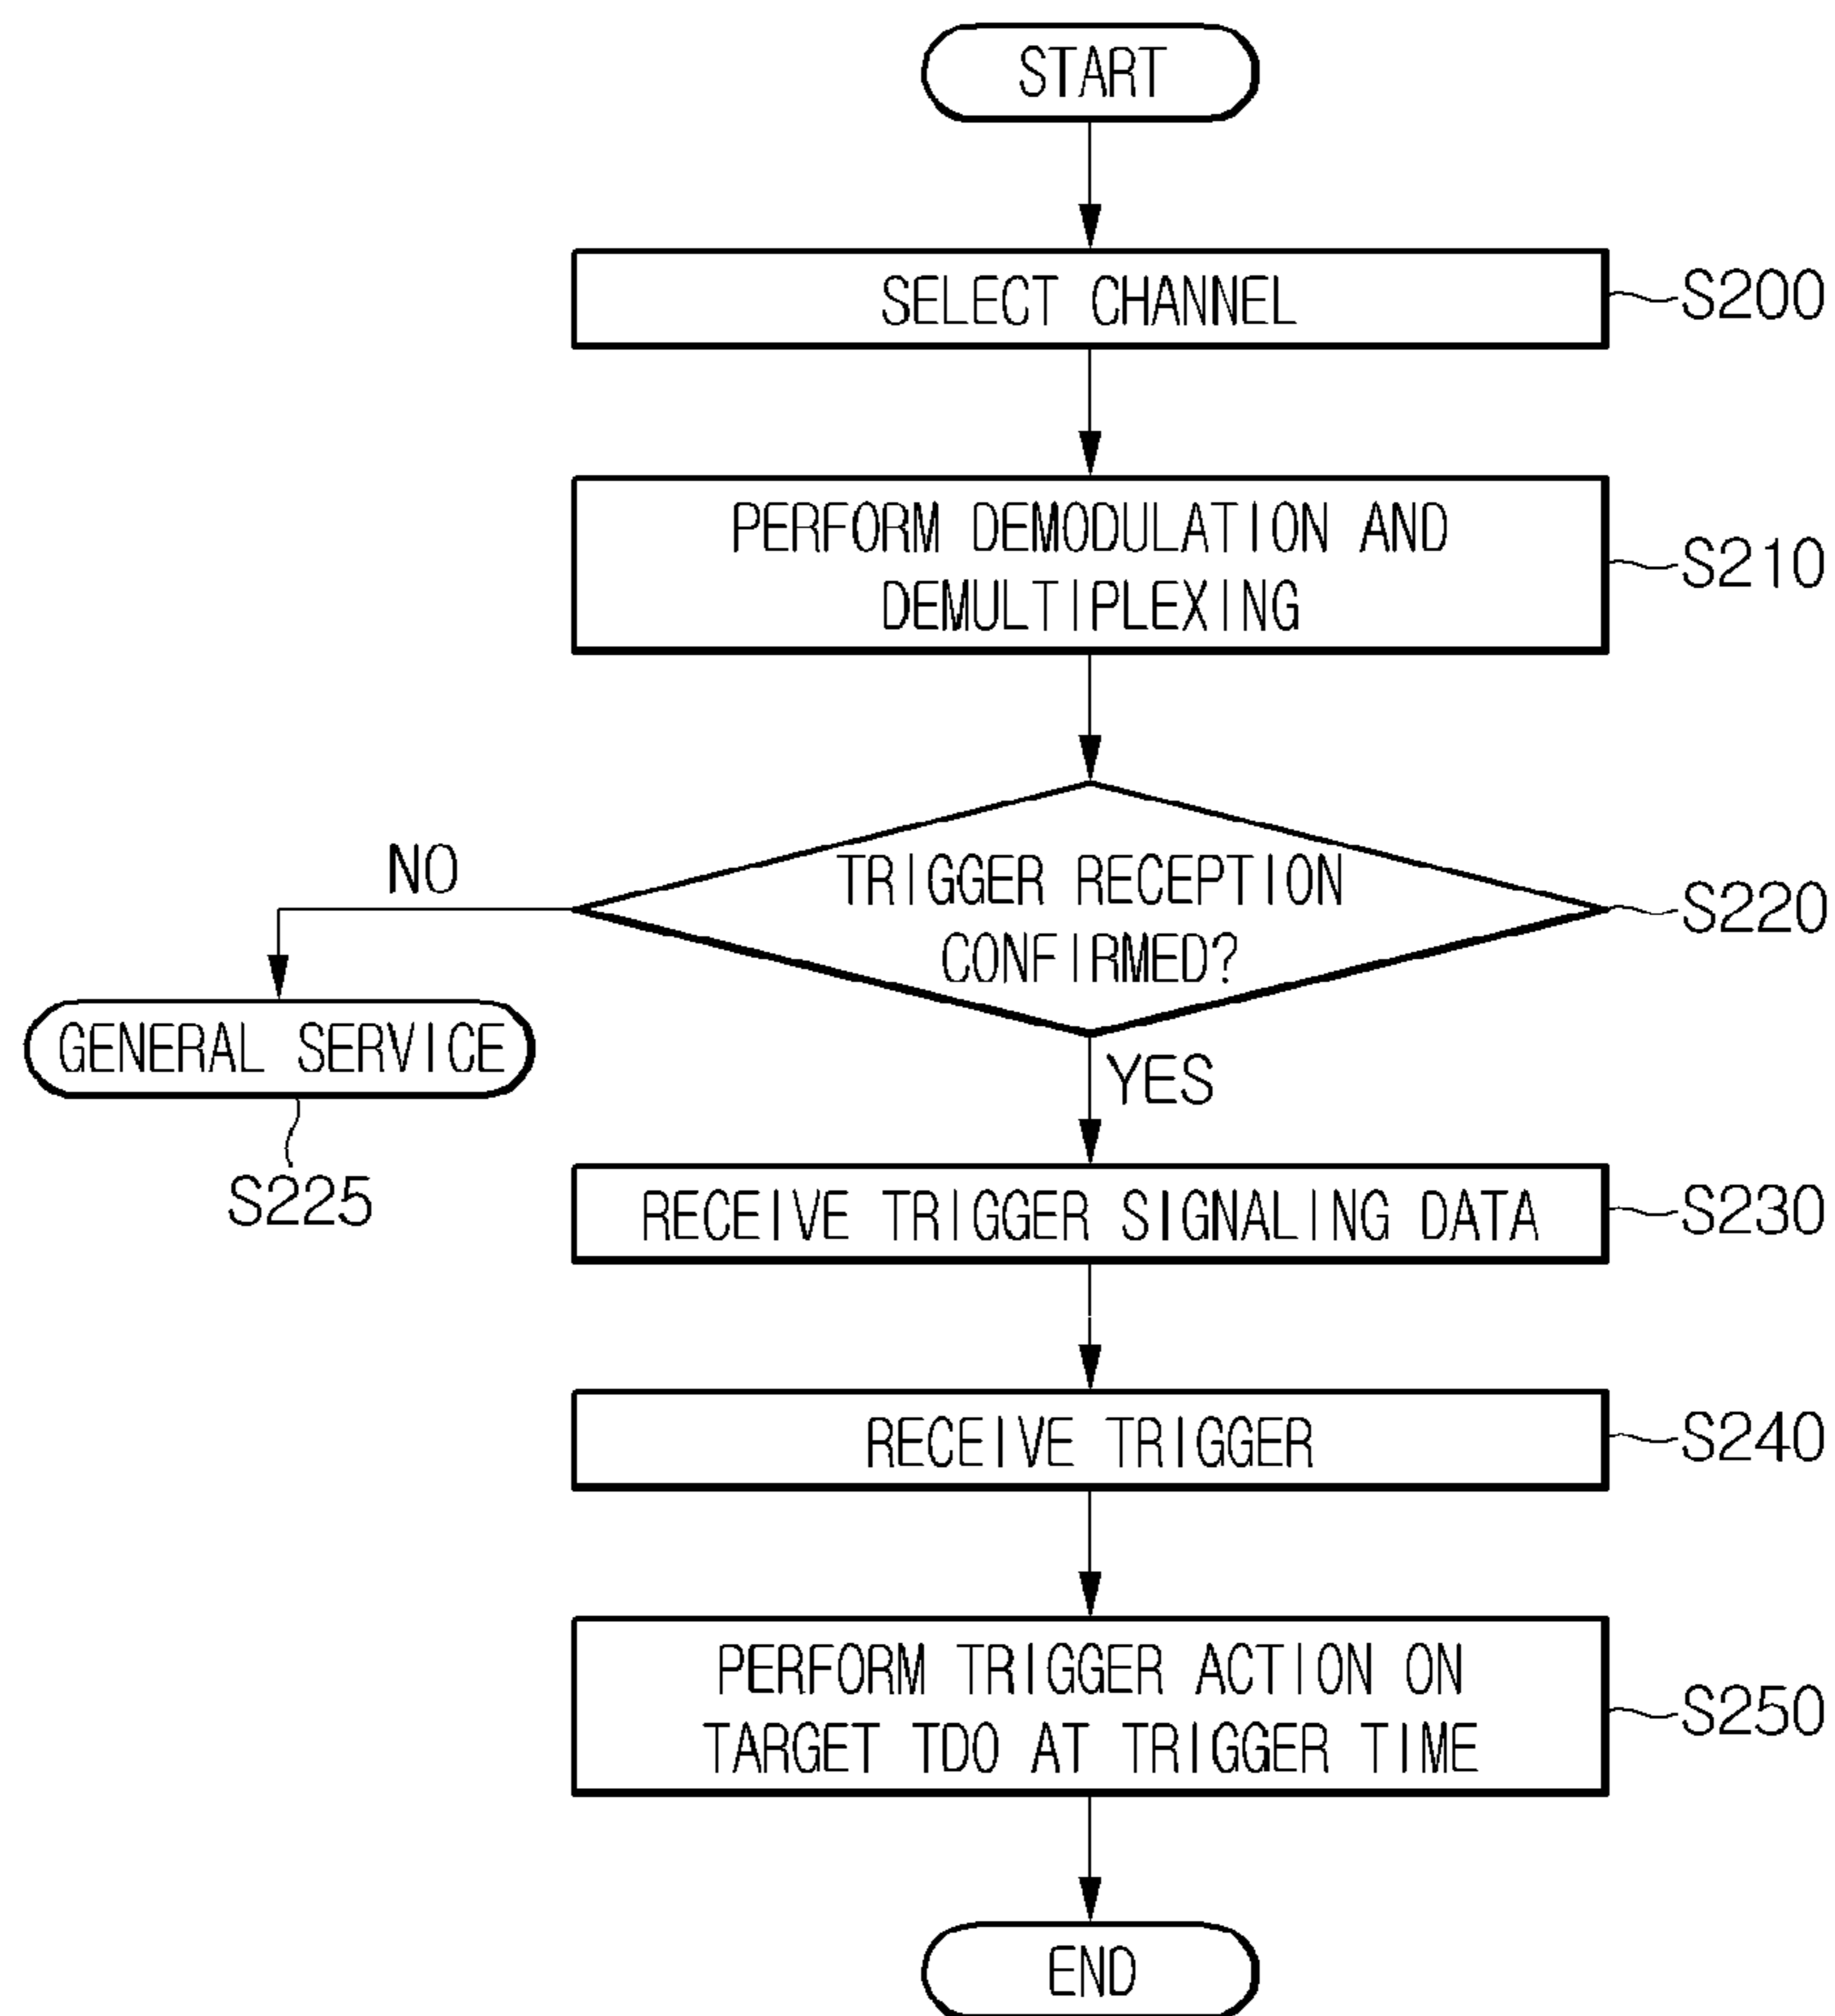 START
SELECT CHANNEL
S200
PERFORM DEMODULATION AND
DEMULTIPLEXING
S210
TRIGGER RECEPTION
CONFIRMED?
S220
NO
GENERAL SERVICE
S225
YES
RECEIVE TRIGGER SIGNALING DATA
S230
RECEIVE TRIGGER
S240
PERFORM TRIGGER ACTION ON
TARGET TDO AT TRIGGER TIME
S250
END